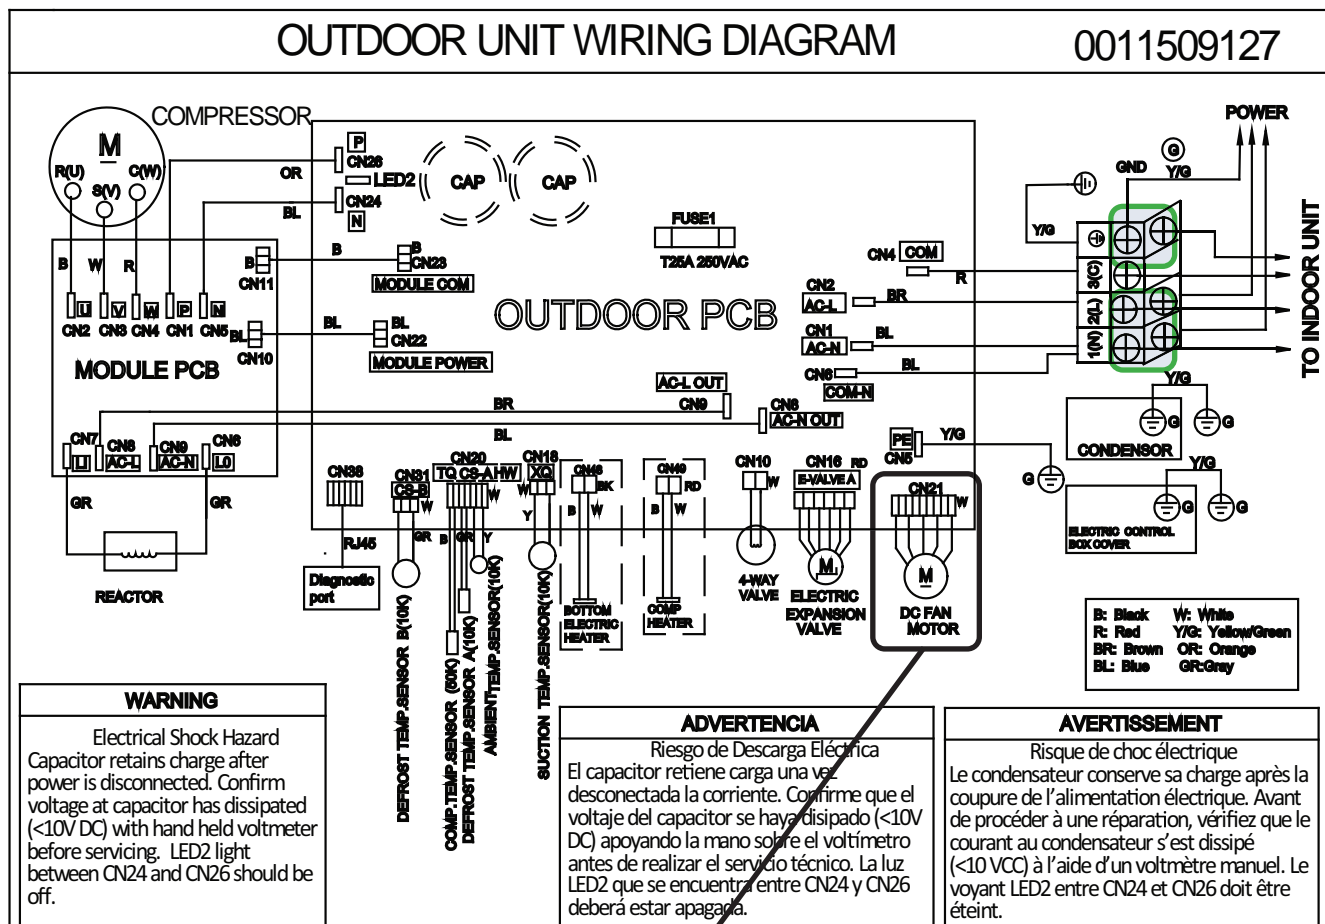 OUTDOOR UNIT WIRING DIAGRAM
0011509127
COMPRESSOR
M
R(U)
S(V)
C(W)
B
W
R
OR
BL
P
CN26
LED2
CN24
N
CAP
CAP
FUSE1
T25A 250VAC
OUTDOOR PCB
B
CN11
B
B
CN23
MODULE COM
BL
CN10
BL
BL
CN22
MODULE POWER
U
V
W
P
N
CN2
CN3
CN4
CN1
CN5
MODULE PCB
CN7
LI
CN8
AC-L
CN9
AC-N
CN6
L0
GR
GR
REACTOR
BR
BL
AC-L OUT
CN9
CN8
AC-N OUT
CN4
COM
R
CN2
AC-L
BR
CN1
AC-N
BL
CN6
COM-N
BL
PE
CN5
Y/G
G
POWER
G
GND
Y/G
Y/G
3(C)
2(L)
1(N)
TO INDOOR UNIT
Y/G
G
G
CONDENSOR
Y/G
G
G
ELECTRIC CONTROL
BOX COVER
CN38
RJ45
Diagnostic
port
CN31
CS-B
W
GR
DEFROST TEMP.SENSOR B(10K)
CN20
TQ CS-A HW
W
B
GR
Y
COMP.TEMP.SENSOR (50K)
DEFROST TEMP.SENSOR A(10K)
AMBIENT TEMP.SENSOR(10K)
CN18
XQ
W
Y
SUCTION TEMP.SENSOR(10K)
CN48
BK
B
W
BOTTOM
ELECTRIC
HEATER
CN49
RD
B
W
COMP
HEATER
CN10
W
4-WAY
VALVE
CN16
RD
E-VALVE A
M
ELECTRIC
EXPANSION
VALVE
CN21
W
M
DC FAN
MOTOR
B: Black W: White
R: Red Y/G: Yellow/Green
BR: Brown OR: Orange
BL: Blue GR:Gray
WARNING
Electrical Shock Hazard
Capacitor retains charge after
power is disconnected. Confirm
voltage at capacitor has dissipated
(<10V DC) with hand held voltmeter
before servicing. LED2 light
between CN24 and CN26 should be
off.
ADVERTENCIA
Riesgo de Descarga Eléctrica
El capacitor retiene carga una vez
desconectada la corriente. Confirme que el
voltaje del capacitor se haya disipado (<10V
DC) apoyando la mano sobre el voltímetro
antes de realizar el servicio técnico. La luz
LED2 que se encuentra entre CN24 y CN26
deberá estar apagada.
AVERTISSEMENT
Risque de choc électrique
Le condensateur conserve sa charge après la
coupure de l'alimentation électrique. Avant
de procéder à une réparation, vérifiez que le
courant au condensateur s'est dissipé
(<10 VCC) à l'aide d'un voltmètre manuel. Le
voyant LED2 entre CN24 et CN26 doit être
éteint.